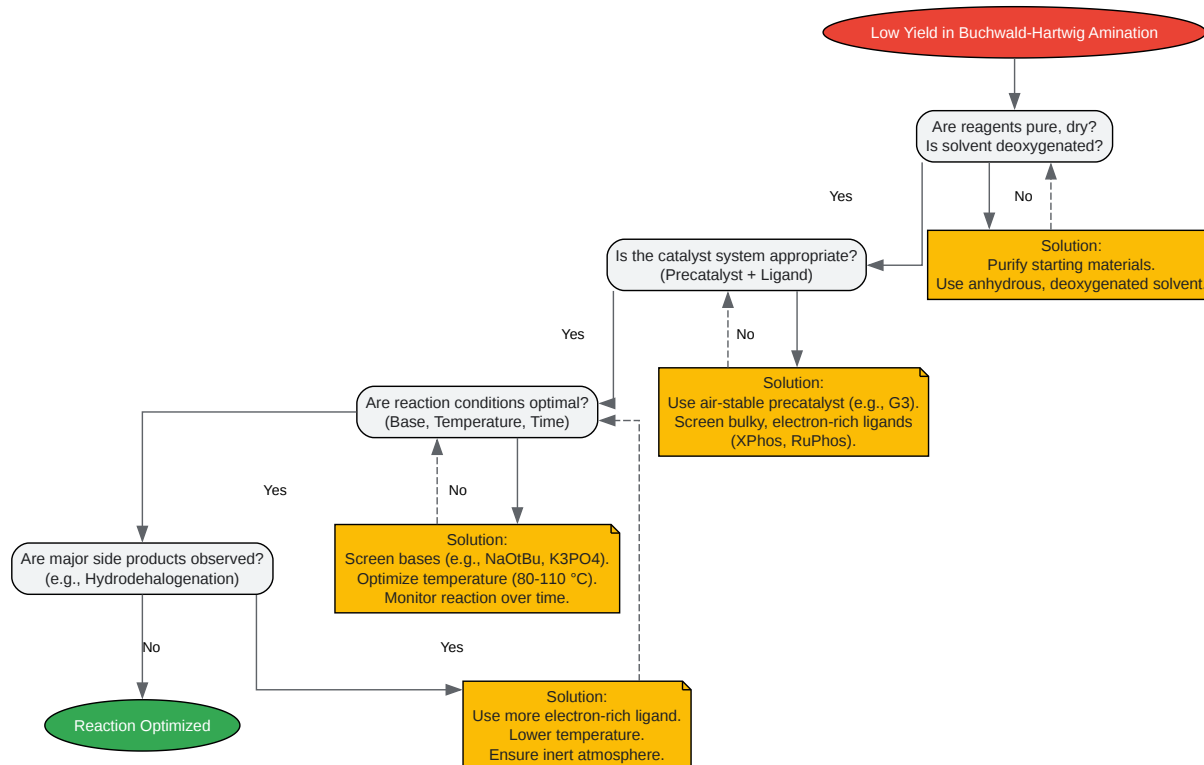 Low Yield in Buchwald-Hartwig Amination
Are reagents pure, dry?
Is solvent deoxygenated?
Yes
No
Solution:
Purify starting materials.
Use anhydrous, deoxygenated solvent.
Is the catalyst system appropriate?
(Precatalyst + Ligand)
Yes
No
Solution:
Use air-stable precatalyst (e.g., G3).
Screen bulky, electron-rich ligands
(XPhos, RuPhos).
Are reaction conditions optimal?
(Base, Temperature, Time)
Yes
No
Solution:
Screen bases (e.g., NaOtBu, K3PO4).
Optimize temperature (80-110 °C).
Monitor reaction over time.
Are major side products observed?
(e.g., Hydrodehalogenation)
No
Yes
Solution:
Use more electron-rich ligand.
Lower temperature.
Ensure inert atmosphere.
Reaction Optimized